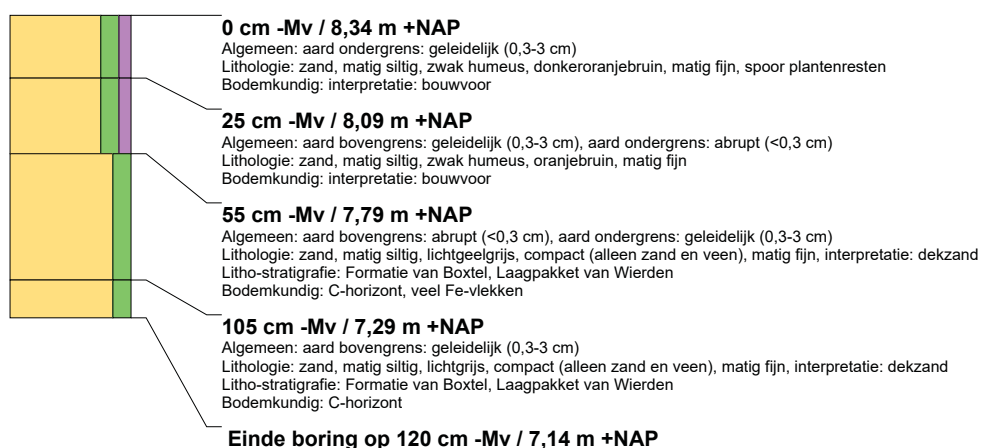 0 cm -Mv / 8,34 m +NAP
Algemeen: aard ondergrens: geleidelijk (0,3-3 cm)
Lithologie: zand, matig siltig, zwak humeus, donkeroranjebruin, matig fijn, spoor plantenresten
Bodemkundig: interpretatie: bouwvoor
25 cm -Mv / 8,09 m +NAP
Algemeen: aard bovengrens: geleidelijk (0,3-3 cm), aard ondergrens: abrupt (<0,3 cm)
Lithologie: zand, matig siltig, zwak humeus, oranjebruin, matig fijn
Bodemkundig: interpretatie: bouwvoor
55 cm -Mv / 7,79 m +NAP
Algemeen: aard bovengrens: abrupt (<0,3 cm), aard ondergrens: geleidelijk (0,3-3 cm)
Lithologie: zand, matig siltig, lichtgeelgrijs, compact (alleen zand en veen), matig fijn, interpretatie: dekzand
Litho-stratigrafie: Formatie van Boxtel, Laagpakket van Wierden
Bodemkundig: C-horizont, veel Fe-vlekken
105 cm -Mv / 7,29 m +NAP
Algemeen: aard bovengrens: geleidelijk (0,3-3 cm)
Lithologie: zand, matig siltig, lichtgrijs, compact (alleen zand en veen), matig fijn, interpretatie: dekzand
Litho-stratigrafie: Formatie van Boxtel, Laagpakket van Wierden
Bodemkundig: C-horizont
Einde boring op 120 cm -Mv / 7,14 m +NAP